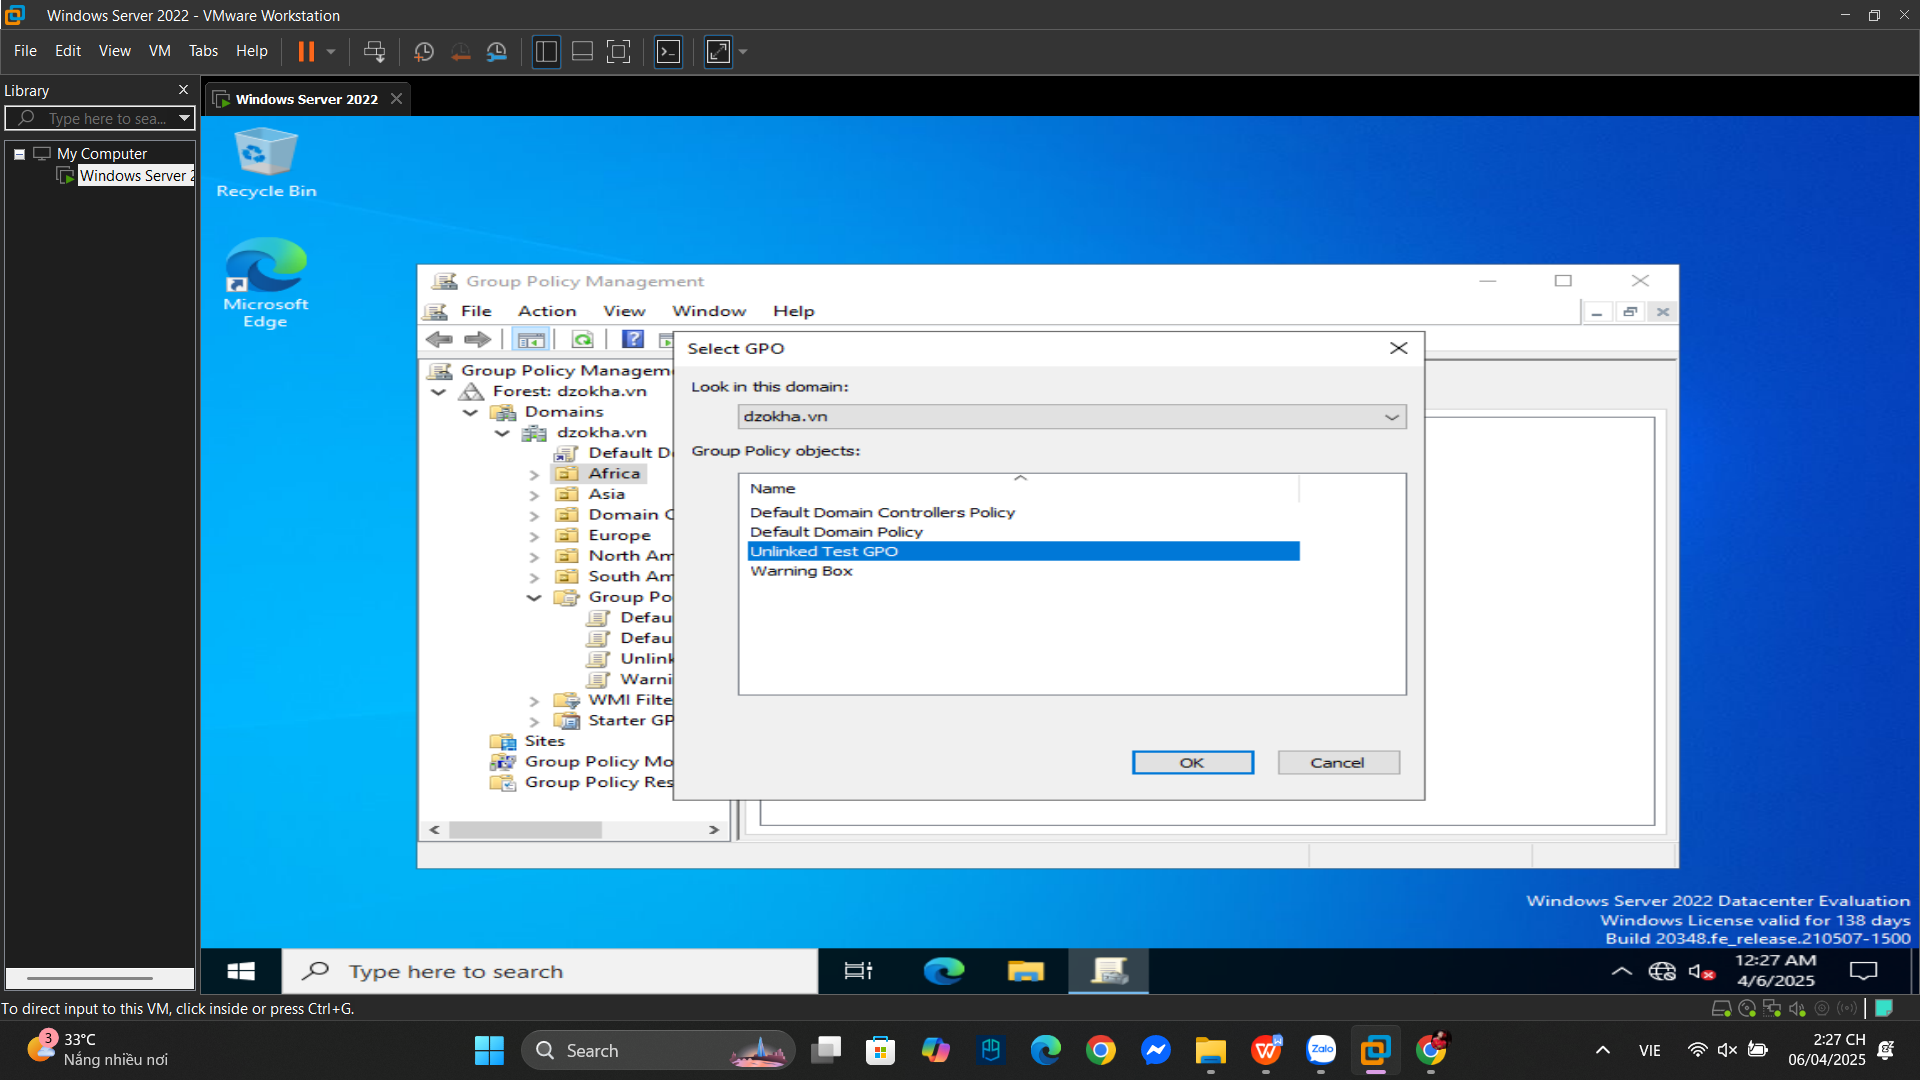 Windows Server 2022 - VMware Workstation
File Edit View VM Tabs Help
Library
Type here to sea...
My Computer
Windows Server 2
Windows Server 2022
Recycle Bin
Microsoft
Edge
Group Policy Management
File Action View Window Help
Group Policy Managem
Forest: dzokha.vn
Domains
dzokha.vn
Default D
Africa
Asia
Domain C
Europe
North Am
South Am
Group Po
Defau
Defau
Unlink
Warni
WMI Filte
Starter GP
Sites
Group Policy Mo
Group Policy Res
Select GPO
Look in this domain:
dzokha.vn
Group Policy objects:
Name
Default Domain Controllers Policy
Default Domain Policy
Unlinked Test GPO
Warning Box
OK Cancel
Windows Server 2022 Datacenter Evaluation
Windows License valid for 138 days
Build 20348.fe_release.210507-1500
Type here to search
12:27 AM
4/6/2025
To direct input to this VM, click inside or press Ctrl+G.
3
33°C
Nắng nhiều nơi
Search
Zalo
VIE
2:27 CH
06/04/2025